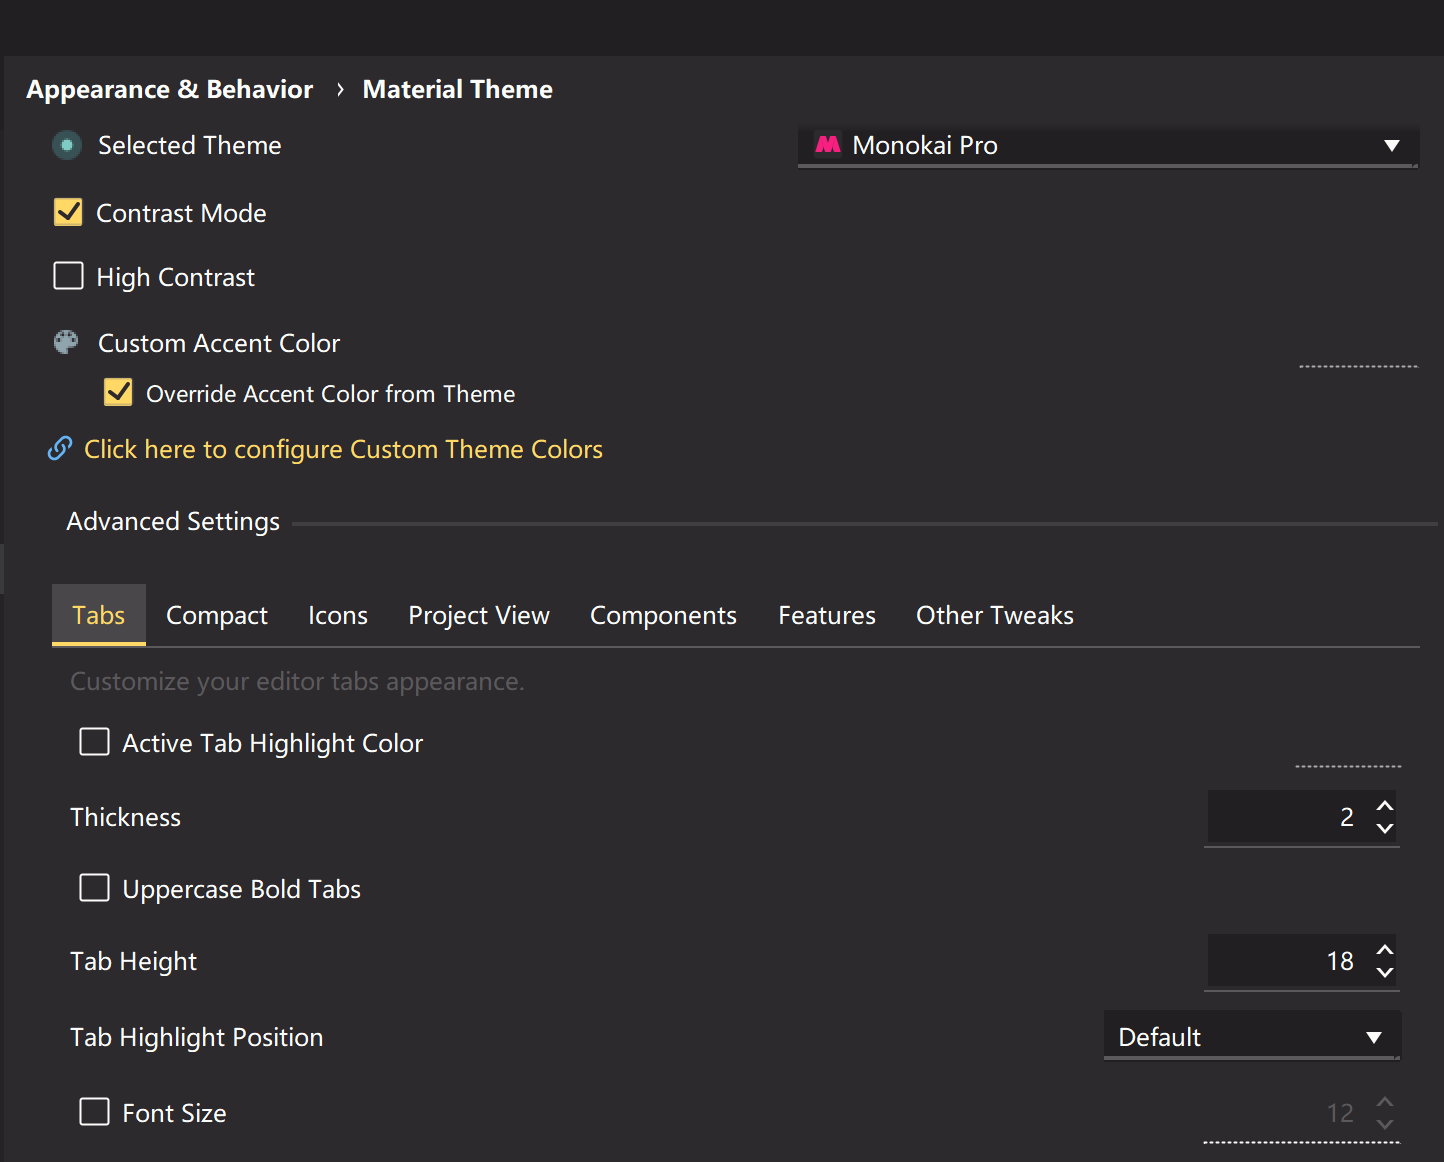 Appearance & Behavior › Material Theme
Selected Theme Monokai Pro
Contrast Mode
High Contrast
Custom Accent Color
Override Accent Color from Theme
Click here to configure Custom Theme Colors
Advanced Settings
Tabs Compact Icons Project View Components Features Other Tweaks
Customize your editor tabs appearance.
Active Tab Highlight Color
Thickness 2
Uppercase Bold Tabs
Tab Height 18
Tab Highlight Position Default
Font Size 12